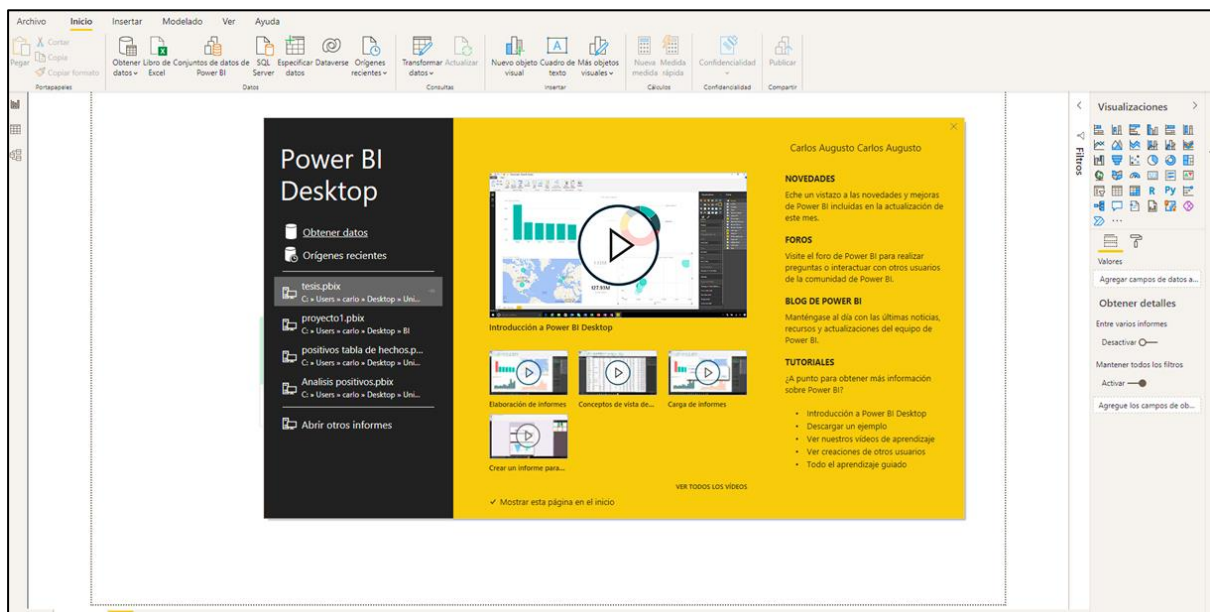 Archivo Inicio Insertar Modelado Ver Ayuda
Pegar
Cortar
Copia
Copiar formato
Portapapeles
Obtener datos
Libro de Excel
Conjuntos de datos de Power BI
SQL Server
Especificar datos
Dataverse
Orígenes recientes
Datos
Transformar datos
Actualizar
Consultas
Nuevo objeto visual
Cuadro de texto
Más objetos visuales
Insertar
Nueva medida
Medida rápida
Cálculos
Confidencialidad
Confidencialidad
Publicar
Compartir
Power BI
Desktop
Obtener datos
Orígenes recientes
tesis.pbix
C: » Users » carlo » Desktop » Uni...
proyecto1.pbix
C: » Users » carlo » Desktop » BI
positivos tabla de hechos.p...
C: » Users » carlo » Desktop » Uni...
Analisis positivos.pbix
C: » Users » carlo » Desktop » Uni...
Abrir otros informes
Introducción a Power BI Desktop
Elaboración de informes
Conceptos de vista de...
Carga de informes
Crear un informe para...
VER TODOS LOS VÍDEOS
Mostrar esta página en el inicio
Carlos Augusto Carlos Augusto
NOVEDADES
Eche un vistazo a las novedades y mejoras
de Power BI incluidas en la actualización de
este mes.
FOROS
Visite el foro de Power BI para realizar
preguntas o interactuar con otros usuarios
de la comunidad de Power BI.
BLOG DE POWER BI
Manténgase al día con las últimas noticias,
recursos y actualizaciones del equipo de
Power BI.
TUTORIALES
¿A punto para obtener más información
sobre Power BI?
• Introducción a Power BI Desktop
• Descargar un ejemplo
• Ver nuestros vídeos de aprendizaje
• Ver creaciones de otros usuarios
• Todo el aprendizaje guiado
Filtros
Visualizaciones
R Py
Valores
Agregar campos de datos a...
Obtener detalles
Entre varios informes
Desactivar
Mantener todos los filtros
Activar
Agregue los campos de ob...